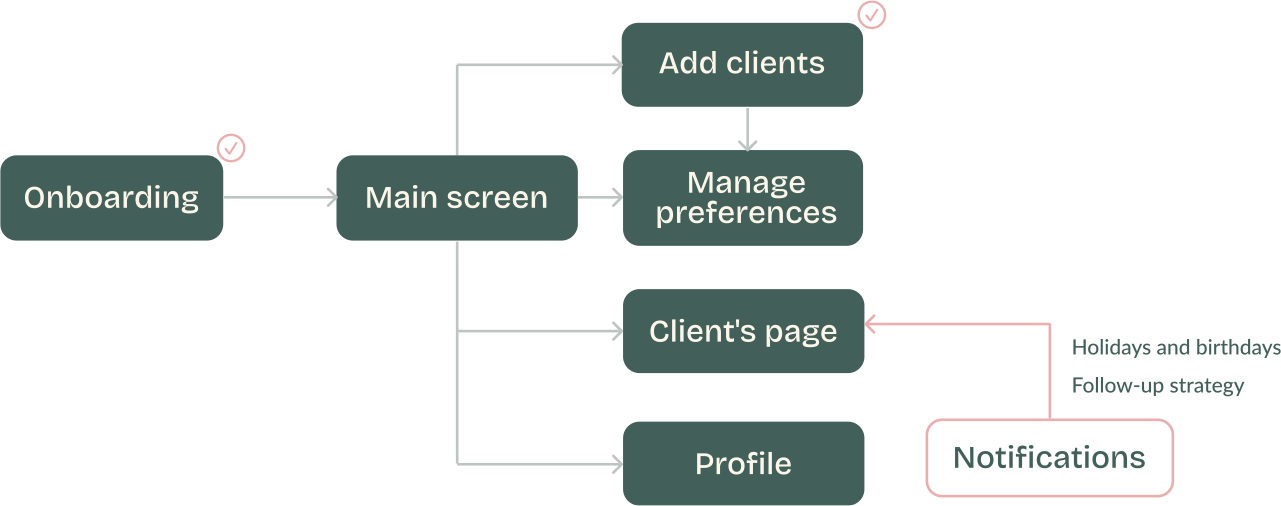 Add clients
Onboarding
Main screen
Manage
preferences
Client's page
Holidays and birthdays
Follow-up strategy
Profile
Notifications